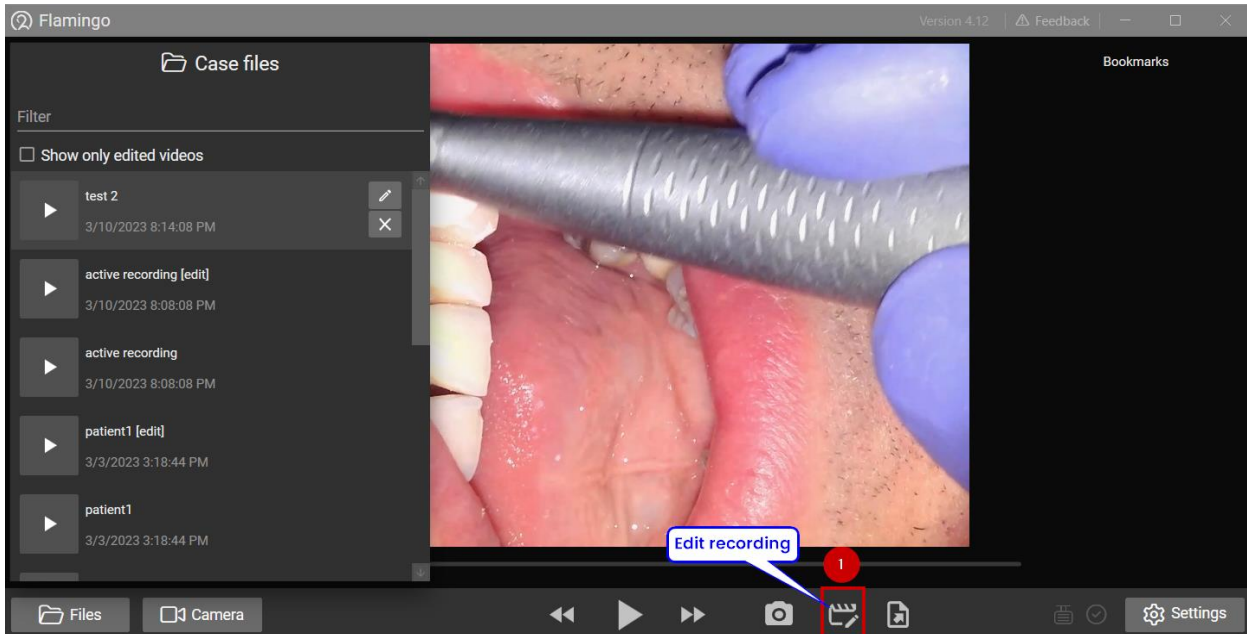 Flamingo
Version 4.12
Feedback
Case files
Bookmarks
Filter
Show only edited videos
test 2
3/10/2023 8:14:08 PM
active recording [edit]
3/10/2023 8:08:08 PM
active recording
3/10/2023 8:08:08 PM
patient1 [edit]
3/3/2023 3:18:44 PM
patient1
3/3/2023 3:18:44 PM
Edit recording
1
Files
Camera
Settings